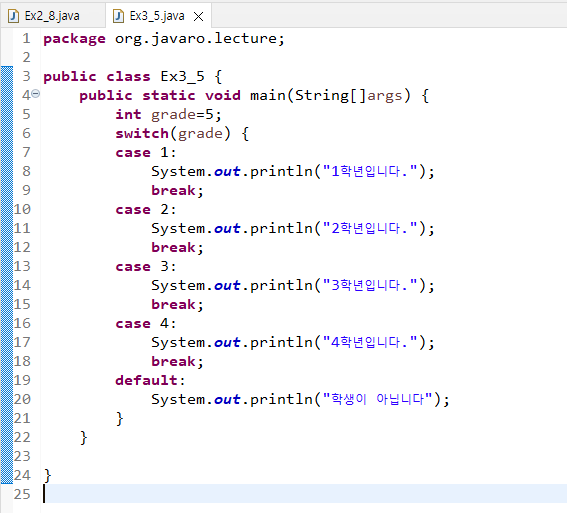 Ex2_8.java Ex3_5.java
1 package org.javaro.lecture;
2
3 public class Ex3_5 {
4 public static void main(String[]args) {
5 int grade=5;
6 switch(grade) {
7 case 1:
8 System.out.println("1학년입니다.");
9 break;
10 case 2:
11 System.out.println("2학년입니다.");
12 break;
13 case 3:
14 System.out.println("3학년입니다.");
15 break;
16 case 4:
17 System.out.println("4학년입니다.");
18 break;
19 default:
20 System.out.println("학생이 아닙니다");
21 }
22 }
23
24 }
25